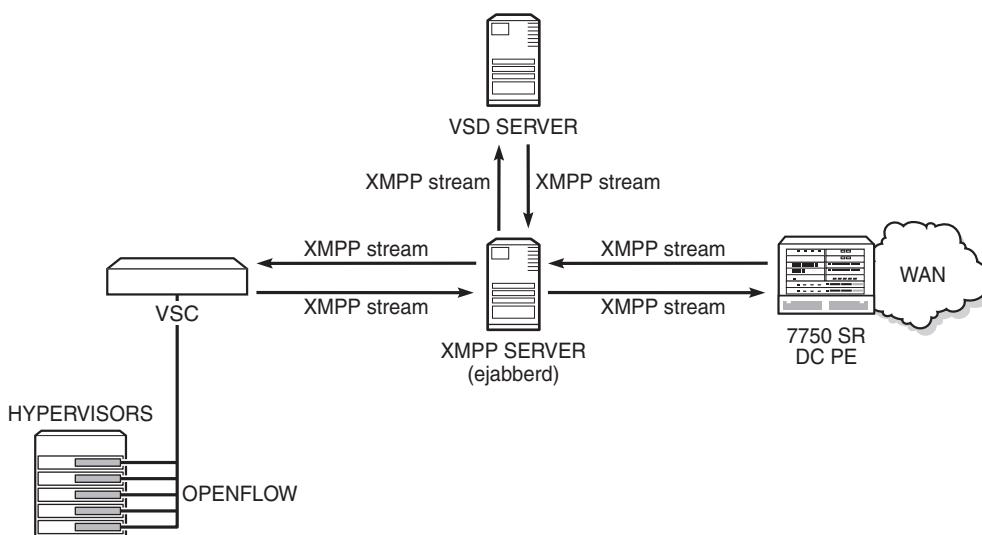 VSD SERVER
XMPP stream
XMPP stream
XMPP stream
XMPP stream
WAN
VSC
XMPP stream
XMPP stream
XMPP SERVER
(ejabberd)
7750 SR
DC PE
HYPERVISORS
OPENFLOW